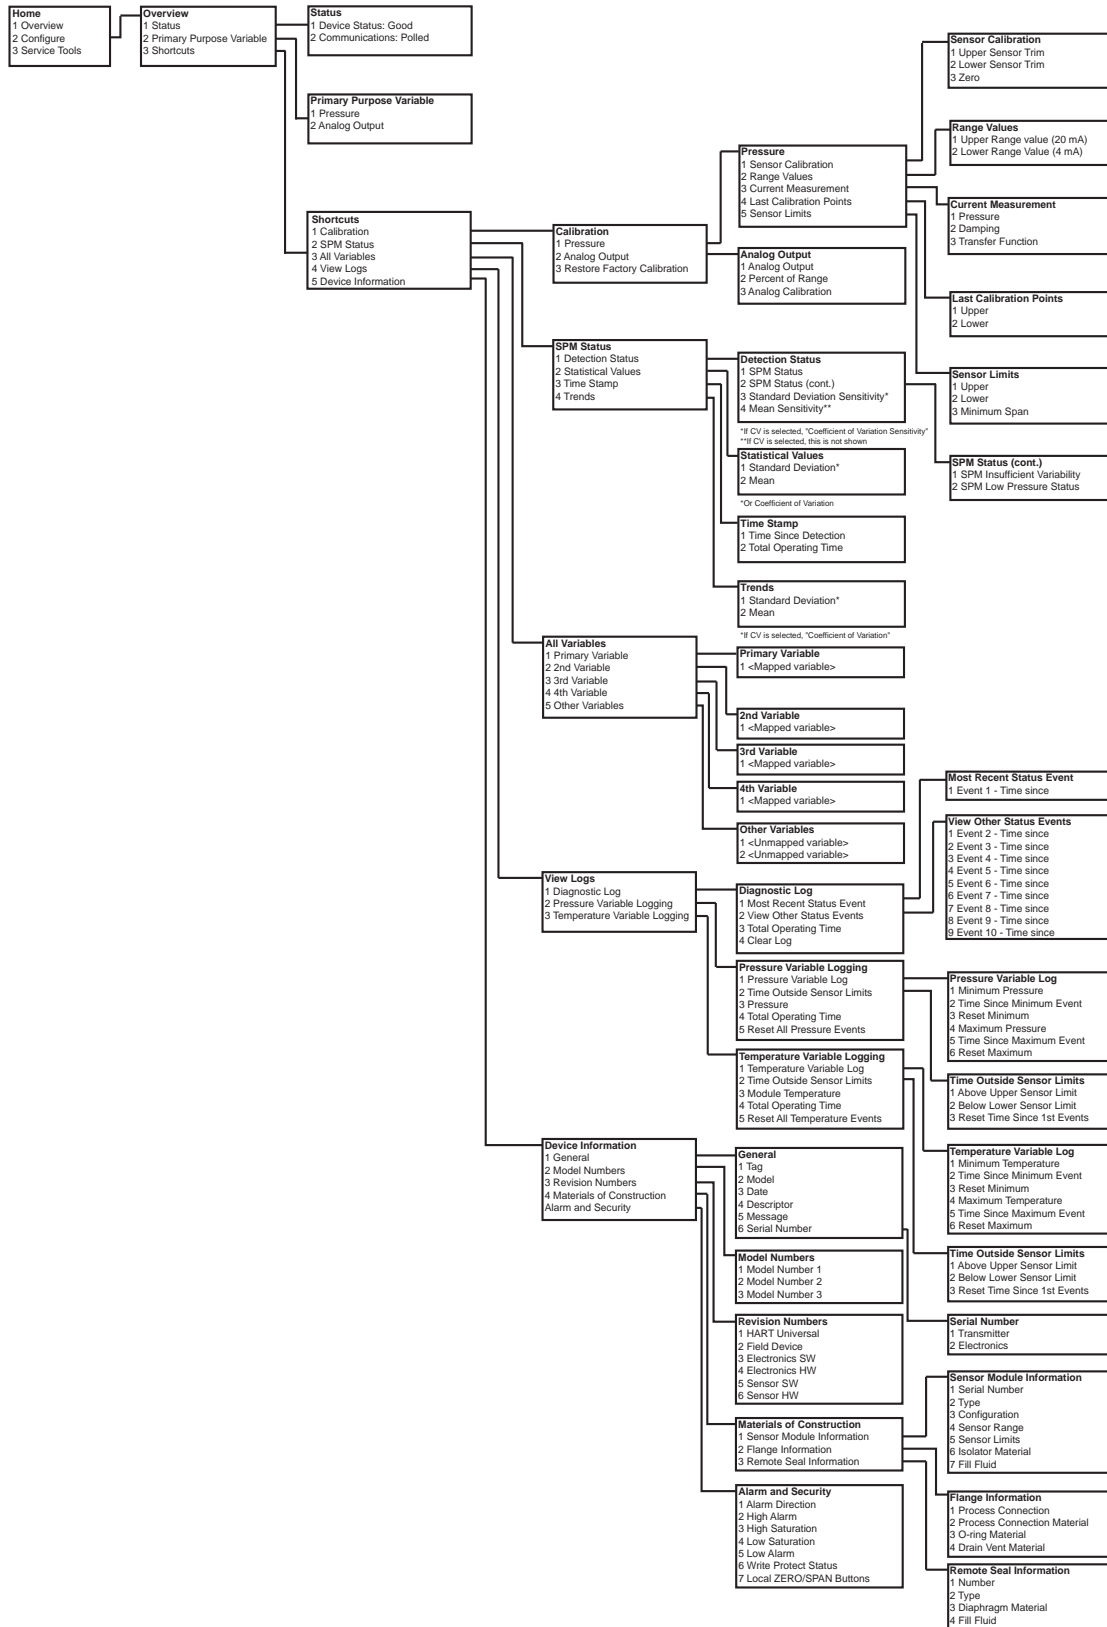 Home
1 Overview
2 Configure
3 Service Tools
Overview
1 Status
2 Primary Purpose Variable
3 Shortcuts
Status
1 Device Status: Good
2 Communications: Polled
Primary Purpose Variable
1 Pressure
2 Analog Output
Shortcuts
1 Calibration
2 SPM Status
3 All Variables
4 View Logs
5 Device Information
Calibration
1 Pressure
2 Analog Output
3 Restore Factory Calibration
Pressure
1 Sensor Calibration
2 Range Values
3 Current Measurement
4 Last Calibration Points
5 Sensor Limits
Analog Output
1 Analog Output
2 Percent of Range
3 Analog Calibration
Sensor Calibration
1 Upper Sensor Trim
2 Lower Sensor Trim
3 Zero
Range Values
1 Upper Range value (20 mA)
2 Lower Range Value (4 mA)
Current Measurement
1 Pressure
2 Damping
3 Transfer Function
Last Calibration Points
1 Upper
2 Lower
Sensor Limits
1 Upper
2 Lower
3 Minimum Span
SPM Status
1 Detection Status
2 Statistical Values
3 Time Stamp
4 Trends
Detection Status
1 SPM Status
2 SPM Status (cont.)
3 Standard Deviation Sensitivity*
4 Mean Sensitivity**
*If CV is selected, "Coefficient of Variation Sensitivity"
**If CV is selected, this is not shown
Statistical Values
1 Standard Deviation*
2 Mean
*Or Coefficient of Variation
Time Stamp
1 Time Since Detection
2 Total Operating Time
Trends
1 Standard Deviation*
2 Mean
*If CV is selected, "Coefficient of Variation"
SPM Status (cont.)
1 SPM Insufficient Variability
2 SPM Low Pressure Status
All Variables
1 Primary Variable
2 2nd Variable
3 3rd Variable
4 4th Variable
5 Other Variables
Primary Variable
1 <Mapped variable>
2nd Variable
1 <Mapped variable>
3rd Variable
1 <Mapped variable>
4th Variable
1 <Mapped variable>
Other Variables
1 <Unmapped variable>
2 <Unmapped variable>
View Logs
1 Diagnostic Log
2 Pressure Variable Logging
3 Temperature Variable Logging
Diagnostic Log
1 Most Recent Status Event
2 View Other Status Events
3 Total Operating Time
4 Clear Log
Most Recent Status Event
1 Event 1 - Time since
View Other Status Events
1 Event 2 - Time since
2 Event 3 - Time since
3 Event 4 - Time since
4 Event 5 - Time since
5 Event 6 - Time since
6 Event 7 - Time since
7 Event 8 - Time since
8 Event 9 - Time since
9 Event 10 - Time since
Pressure Variable Logging
1 Pressure Variable Log
2 Time Outside Sensor Limits
3 Pressure
4 Total Operating Time
5 Reset All Pressure Events
Pressure Variable Log
1 Minimum Pressure
2 Time Since Minimum Event
3 Reset Minimum
4 Maximum Pressure
5 Time Since Maximum Event
6 Reset Maximum
Time Outside Sensor Limits
1 Above Upper Sensor Limit
2 Below Lower Sensor Limit
3 Reset Time Since 1st Events
Temperature Variable Logging
1 Temperature Variable Log
2 Time Outside Sensor Limits
3 Module Temperature
4 Total Operating Time
5 Reset All Temperature Events
Temperature Variable Log
1 Minimum Temperature
2 Time Since Minimum Event
3 Reset Minimum
4 Maximum Temperature
5 Time Since Maximum Event
6 Reset Maximum
Time Outside Sensor Limits
1 Above Upper Sensor Limit
2 Below Lower Sensor Limit
3 Reset Time Since 1st Events
Device Information
1 General
2 Model Numbers
3 Revision Numbers
4 Materials of Construction
Alarm and Security
General
1 Tag
2 Model
3 Date
4 Descriptor
5 Message
6 Serial Number
Model Numbers
1 Model Number 1
2 Model Number 2
3 Model Number 3
Revision Numbers
1 HART Universal
2 Field Device
3 Electronics SW
4 Electronics HW
5 Sensor SW
6 Sensor HW
Materials of Construction
1 Sensor Module Information
2 Flange Information
3 Remote Seal Information
Alarm and Security
1 Alarm Direction
2 High Alarm
3 High Saturation
4 Low Saturation
5 Low Alarm
6 Write Protect Status
7 Local ZERO/SPAN Buttons
Serial Number
1 Transmitter
2 Electronics
Sensor Module Information
1 Serial Number
2 Type
3 Configuration
4 Sensor Range
5 Sensor Limits
6 Isolator Material
7 Fill Fluid
Flange Information
1 Process Connection
2 Process Connection Material
3 O-ring Material
4 Drain Vent Material
Remote Seal Information
1 Number
2 Type
3 Diaphragm Material
4 Fill Fluid